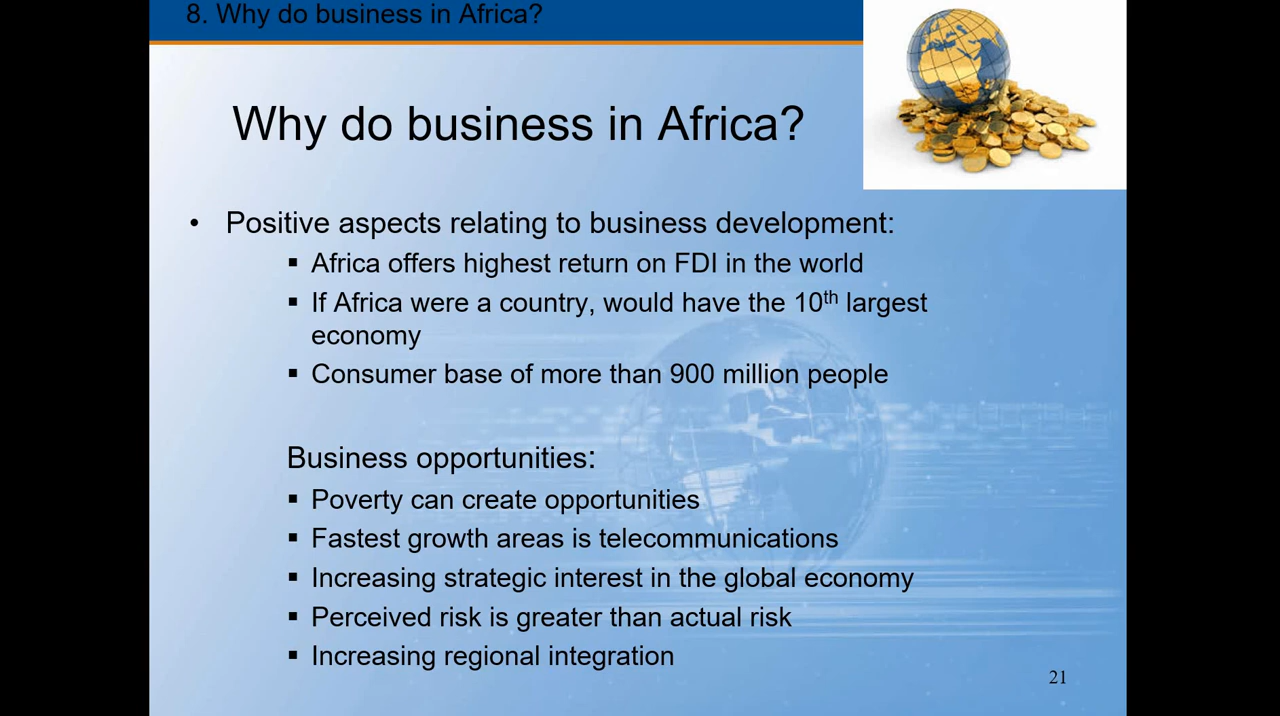 8. Why do business in Africa?
Why do business in Africa?
• Positive aspects relating to business development:
▪ Africa offers highest return on FDI in the world
▪ If Africa were a country, would have the 10th largest
economy
▪ Consumer base of more than 900 million people
Business opportunities:
▪ Poverty can create opportunities
▪ Fastest growth areas is telecommunications
▪ Increasing strategic interest in the global economy
▪ Perceived risk is greater than actual risk
▪ Increasing regional integration
21